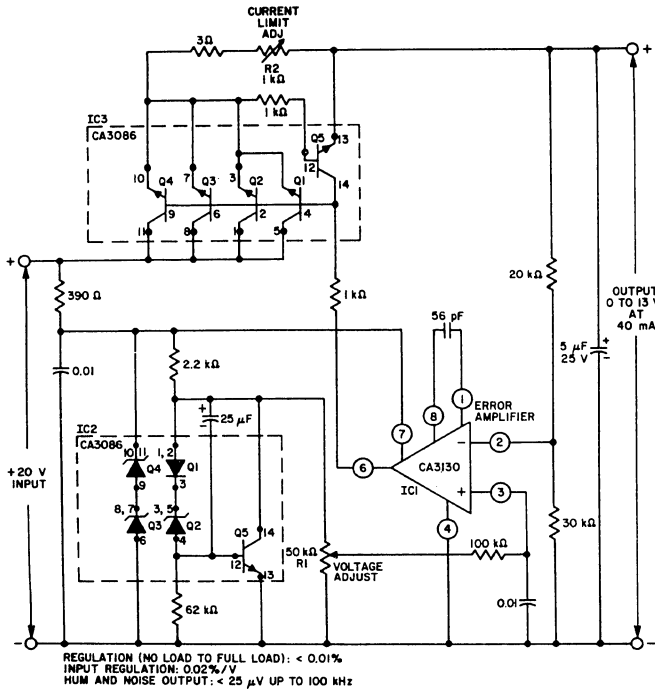 CURRENT
LIMIT
ADJ
3Ω
R2
1 kΩ
1 kΩ
IC3
CA3086
Q5
13
12
14
10
Q4
7
Q3
3
Q2
Q1
9
6
2
4
11
8
1
5
+
+
390 Ω
1 kΩ
20 kΩ
OUTPUT
0 TO 13 V
AT
40 mA
56 pF
5 μF
25 V
+
-
0.01
2.2 kΩ
+
-
25 μF
1
ERROR
AMPLIFIER
8
7
2
-
CA3130
IC1
6
+
3
4
IC2
CA3086
+20 V
INPUT
10 11
Q4
9
1, 2
Q1
3
8, 7
Q3
6
3, 5
Q2
4
Q5
14
12
13
50 kΩ
R1
VOLTAGE
ADJUST
100 kΩ
30 kΩ
0.01
62 kΩ
-
-
REGULATION (NO LOAD TO FULL LOAD): < 0.01%
INPUT REGULATION: 0.02%/V
HUM AND NOISE OUTPUT: < 25 μV UP TO 100 kHz